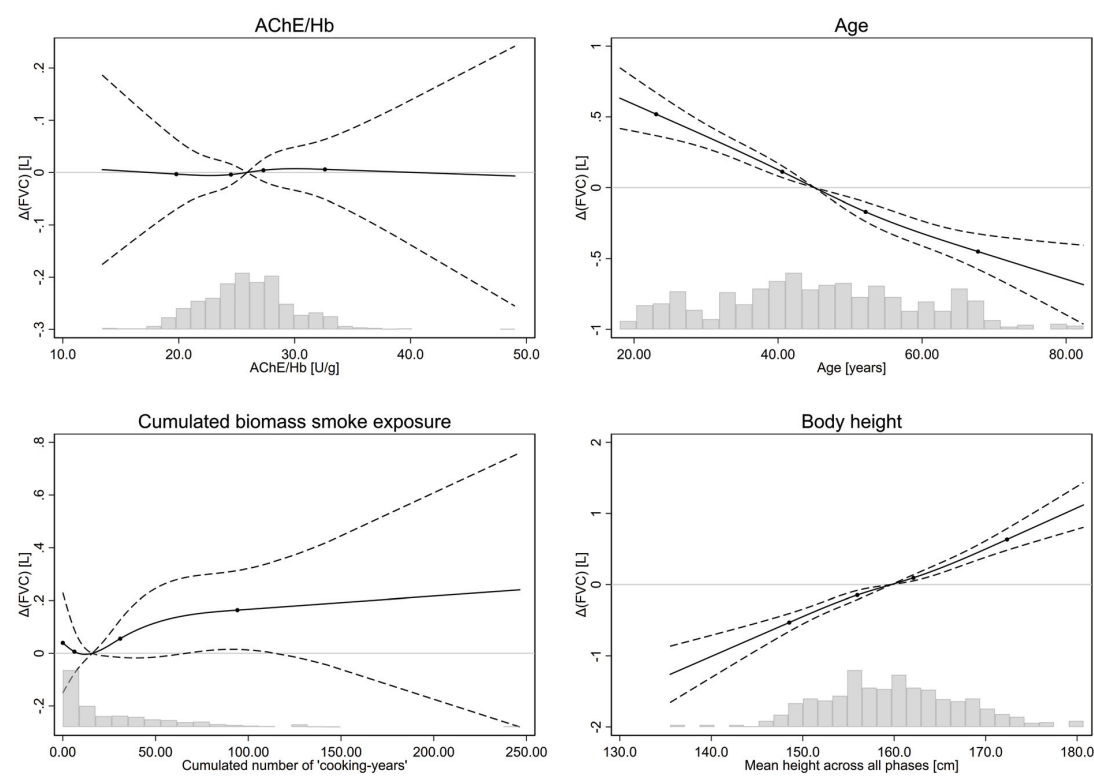 AChE/Hb
Δ(FVC) [L]
.2
.1
0
-.1
-.2
-.3
10.0 20.0 30.0 40.0 50.0
AChE/Hb [U/g]
Age
Δ(FVC) [L]
1
.5
0
-.5
-1
20.00 40.00 60.00 80.00
Age [years]
Cumulated biomass smoke exposure
Δ(FVC) [L]
.8
.6
.4
.2
0
-.2
0.00 50.00 100.00 150.00 200.00 250.00
Cumulated number of 'cooking-years'
Body height
Δ(FVC) [L]
2
1
0
-1
-2
130.0 140.0 150.0 160.0 170.0 180.0
Mean height across all phases [cm]